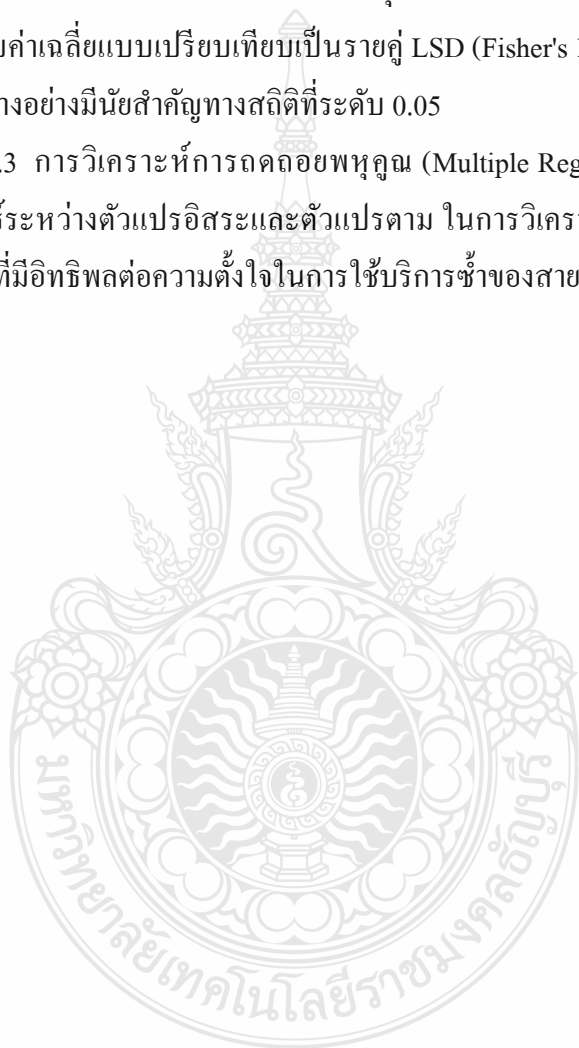 บค่าเฉลี่ยแบบเปรียบเทียบเป็นรายคู่ LSD (Fisher's
างอย่างมีนัยสำคัญทางสถิติที่ระดับ 0.05
.3 การวิเคราะห์การถดถอยพหุคูณ (Multiple Reg
ระหว่างตัวแปรอิสระและตัวแปรตาม ในการวิเครา
ที่มีอิทธิพลต่อความตั้งใจในการใช้บริการซ้ำของสาย
มหาวิทยาลัยเทคโนโลยีราชมงคลธัญบุรี